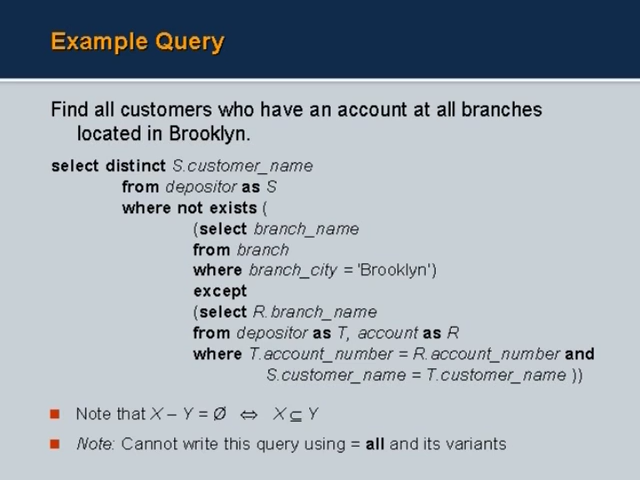 Example Query
Find all customers who have an account at all branches
located in Brooklyn.
select distinct S.customer_name
from depositor as S
where not exists (
(select branch_name
from branch
where branch_city = 'Brooklyn')
except
(select R.branch_name
from depositor as T, account as R
where T.account_number = R.account_number and
S.customer_name = T.customer_name ))
Note that X – Y = Ø ⇔ X ⊆ Y
Note: Cannot write this query using = all and its variants